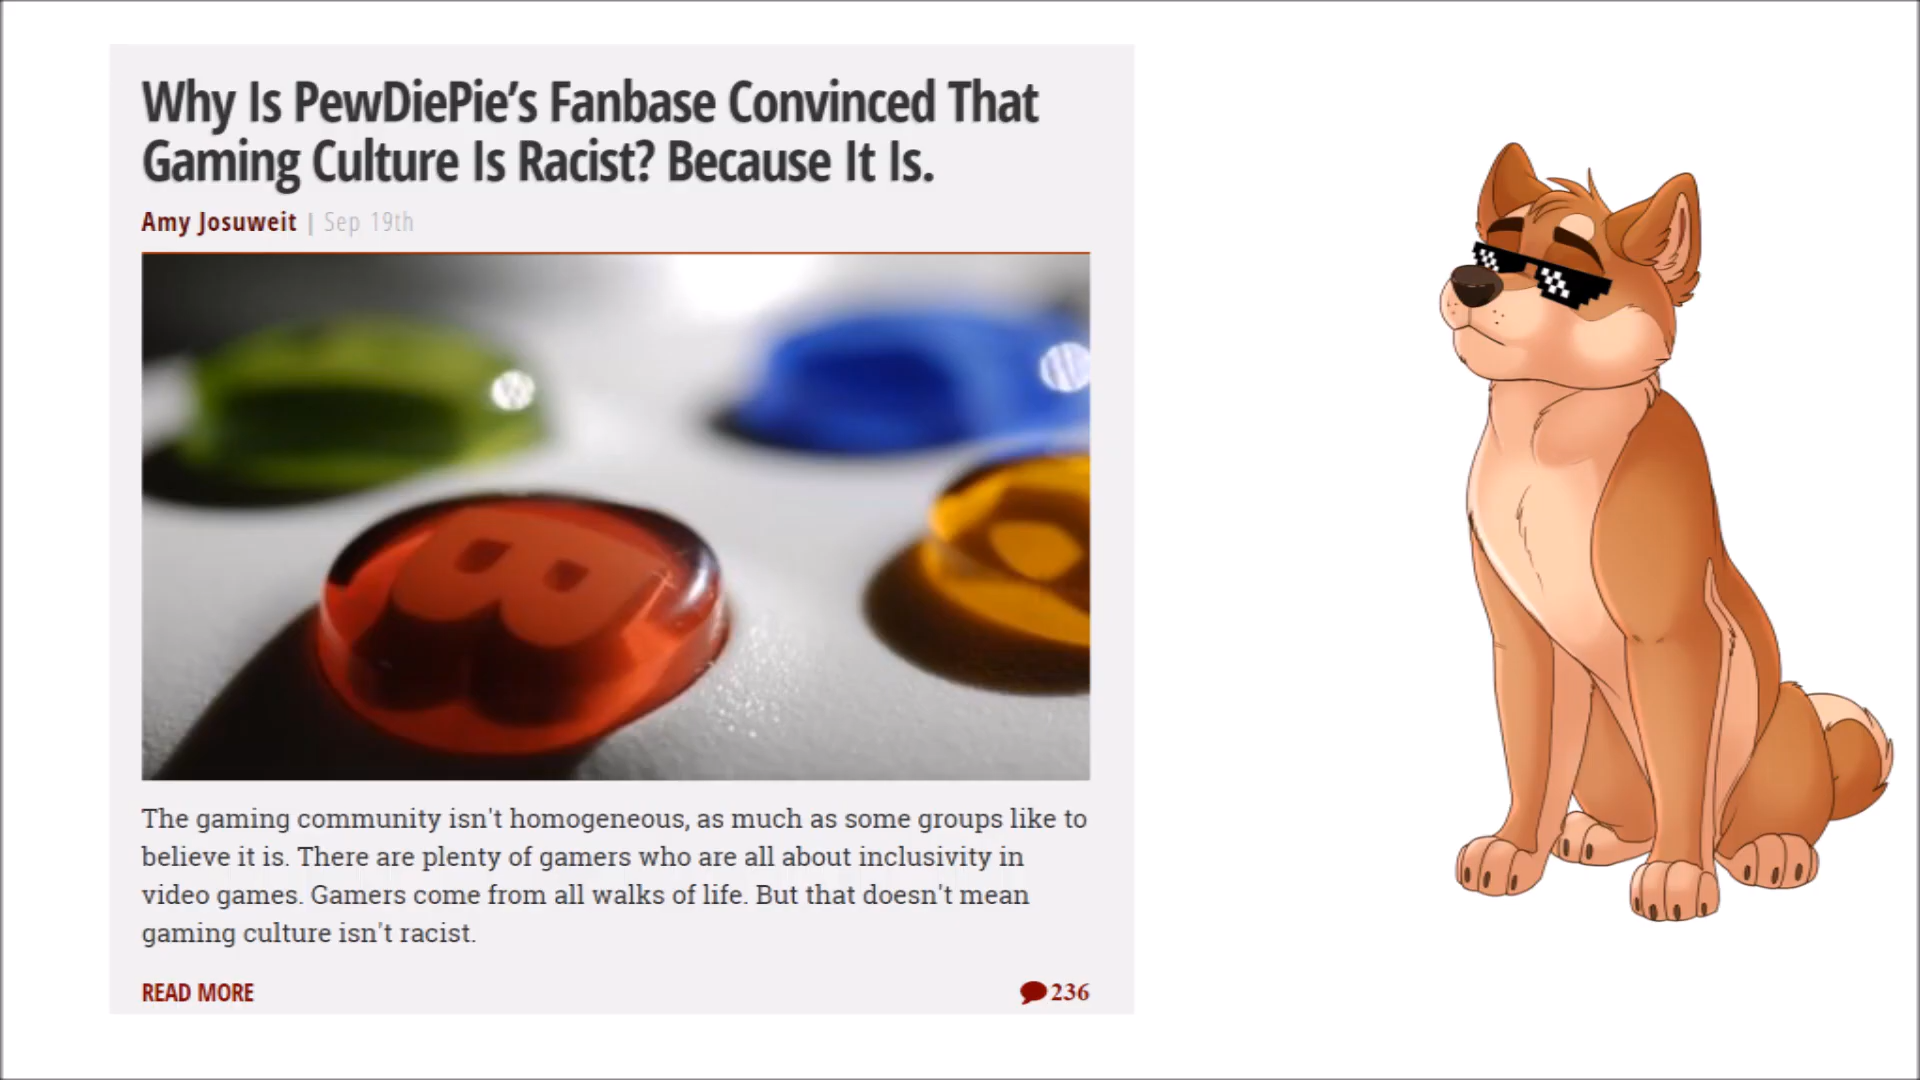 Why Is PewDiePie’s Fanbase Convinced That
Gaming Culture Is Racist? Because It Is.
Amy Josuweit | Sep 19th
B
The gaming community isn't homogeneous, as much as some groups like to
believe it is. There are plenty of gamers who are all about inclusivity in
video games. Gamers come from all walks of life. But that doesn't mean
gaming culture isn't racist.
READ MORE
236